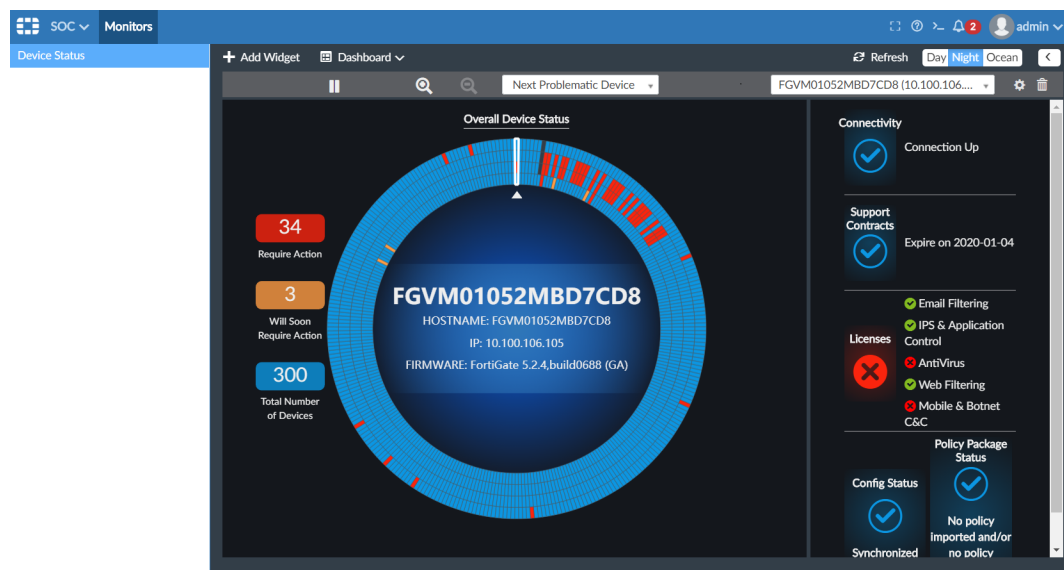 SOC
Monitors
>_
2
admin
Device Status
Add Widget
Dashboard
Refresh
Day Night Ocean
Next Problematic Device
FGVM01052MBD7CD8 (10.100.106....
Overall Device Status
34
Require Action
3
Will Soon
Require Action
300
Total Number
of Devices
FGVM01052MBD7CD8
HOSTNAME: FGVM01052MBD7CD8
IP: 10.100.106.105
FIRMWARE: FortiGate 5.2.4,build0688 (GA)
Connectivity
Connection Up
Support
Contracts
Expire on 2020-01-04
Licenses
Email Filtering
IPS & Application
Control
AntiVirus
Web Filtering
Mobile & Botnet
C&C
Config Status
Synchronized
Policy Package
Status
No policy
imported and/or
no policy